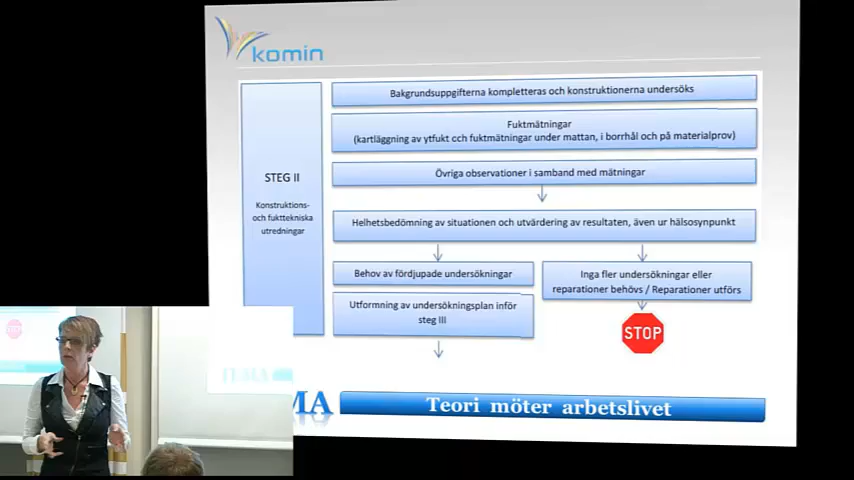 komin
Bakgrundsuppgifterna kompletteras och konstruktionerna undersöks
Fuktmätningar
(kartläggning av ytfukt cch fuktmätningar under mattan, i borrhål och på materialprov)
STEG II
Konstruktions-
och fukttekniska
utredningar
Övriga observationer i samband med mätningar
Helhetsbedömning av situationen och utvärdering av resultaten, även ur hälsosynpunkt
Behov av fördjupade undersökningar
Inga fler undersökningar eller
reparationer behövs / Reparationer utförs
Utformning av undersökningsplan inför
steg III
STOP
MA
Teori möter arbetslivet